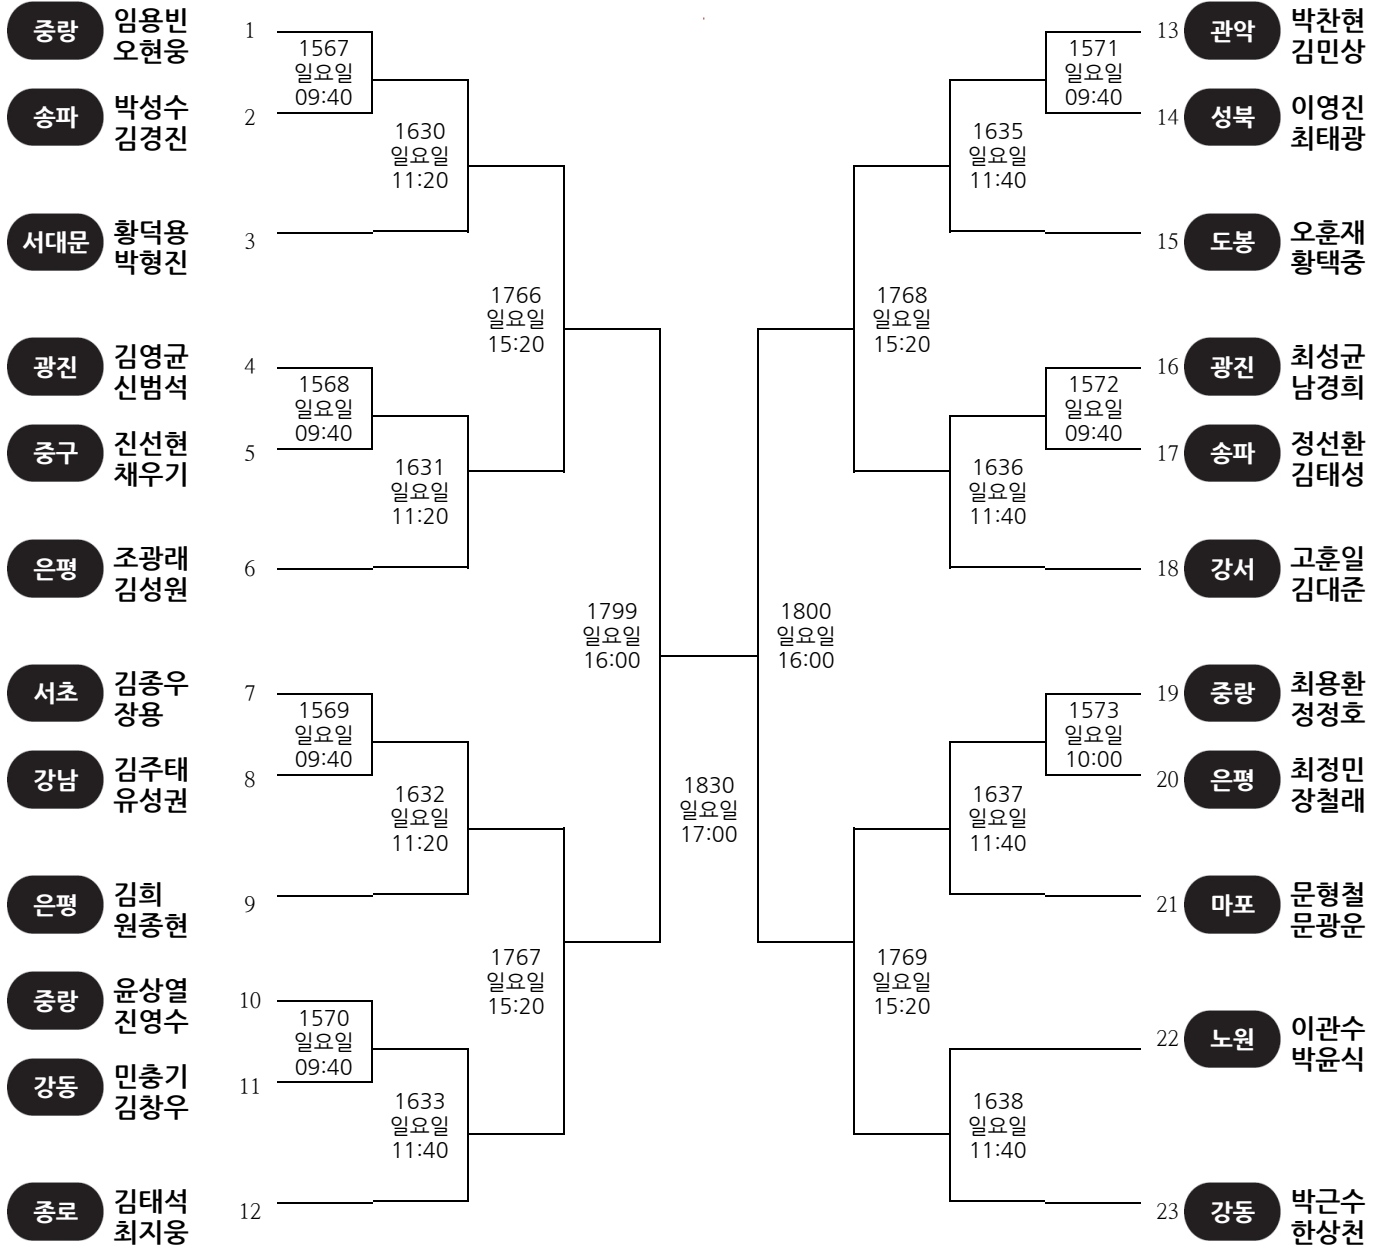 중랑
임용빈
오현웅
1
송파
박성수
김경진
2
1567
일요일
09:40
1630
일요일
11:20
서대문
황덕용
박형진
3
1766
일요일
15:20
광진
김영균
신범석
4
중구
진선현
채우기
5
1568
일요일
09:40
1631
일요일
11:20
은평
조광래
김성원
6
1799
일요일
16:00
서초
김종우
장용
7
강남
김주태
유성권
8
1569
일요일
09:40
1632
일요일
11:20
은평
김희
원종현
9
1767
일요일
15:20
중랑
윤상열
진영수
10
강동
민충기
김창우
11
1570
일요일
09:40
1633
일요일
11:40
종로
김태석
최지웅
12
1830
일요일
17:00
13
관악
박찬현
김민상
14
성북
이영진
최태광
1571
일요일
09:40
1635
일요일
11:40
15
도봉
오훈재
황택중
1768
일요일
15:20
16
광진
최성균
남경희
17
송파
정선환
김태성
1572
일요일
09:40
1636
일요일
11:40
18
강서
고훈일
김대준
1800
일요일
16:00
19
중랑
최용환
정정호
20
은평
최정민
장철래
1573
일요일
10:00
1637
일요일
11:40
21
마포
문형철
문광운
1769
일요일
15:20
22
노원
이관수
박윤식
1638
일요일
11:40
23
강동
박근수
한상천